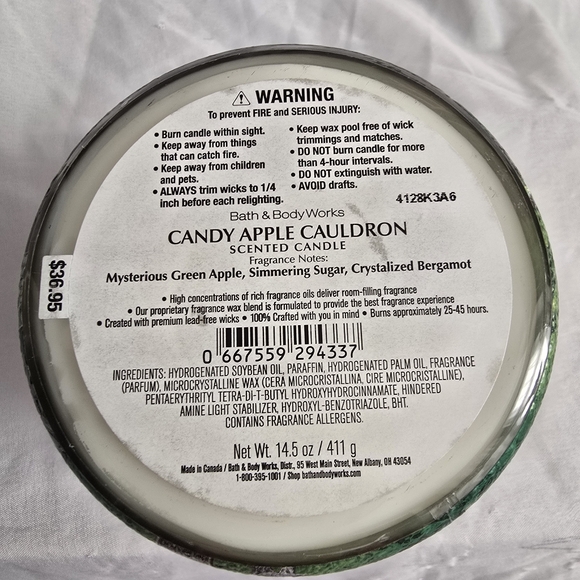 ⚠ WARNING
To prevent FIRE and SERIOUS INJURY:
• Burn candle within sight.
• Keep away from things
that can catch fire.
• Keep away from children
and pets.
• ALWAYS trim wicks to 1/4
inch before each relighting.
• Keep wax pool free of wick
trimmings and matches.
• DO NOT burn candle for more
than 4-hour intervals.
• DO NOT extinguish with water.
• AVOID drafts.
4128K3A6
Bath & Body Works
CANDY APPLE CAULDRON
SCENTED CANDLE
Fragrance Notes:
Mysterious Green Apple, Simmering Sugar, Crystalized Bergamot
$36.95
• High concentrations of rich fragrance oils deliver room-filling fragrance
• Our proprietary fragrance wax blend is formulated to provide the best fragrance experience
• Created with premium lead-free wicks • 100% Crafted with you in mind • Burns approximately 25-45 hours.
0 667559 294337
INGREDIENTS: HYDROGENATED SOYBEAN OIL, PARAFFIN, HYDROGENATED PALM OIL, FRAGRANCE
(PARFUM), MICROCRYSTALLINE WAX (CERA MICROCRISTALLINA, CIRE MICROCRISTALLINE),
PENTAERYTHRITYL TETRA-DI-T-BUTYL HYDROXYHYDROCINNAMATE, HINDERED
AMINE LIGHT STABILIZER, HYDROXYL-BENZOTRIAZOLE, BHT.
CONTAINS FRAGRANCE ALLERGENS.
Net Wt. 14.5 oz / 411 g
Made in Canada / Bath & Body Works, Distr., 95 West Main Street, New Albany, OH 43054
1-800-395-1001 / Shop bathandbodyworks.com